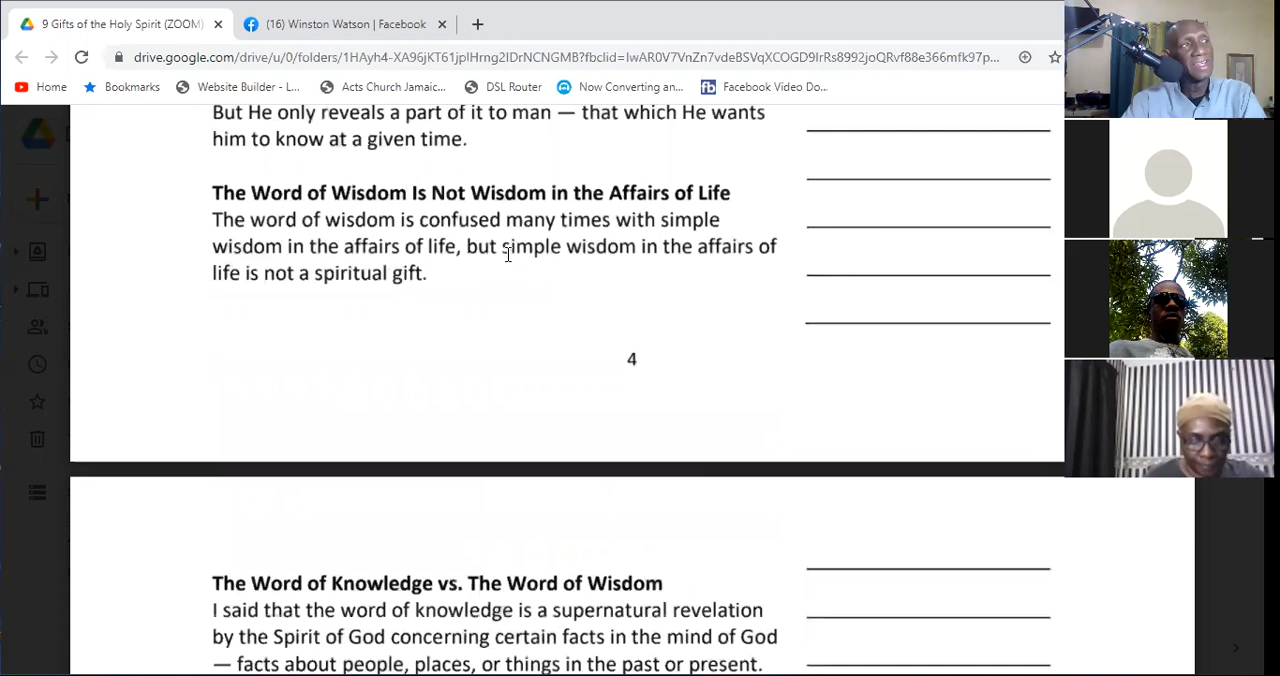 9 Gifts of the Holy Spirit (ZOOM)
(16) Winston Watson | Facebook
drive.google.com/drive/u/0/folders/1HAyh4-XA96jKT61jpIHrng2IDrNCNGMB?fbclid=IwAR0V7VnZn7vdeBSVqXCOGD9IrRs8992joQRvf88e366mfk97p...
Youtube
Bookmarks
Website Builder - L...
Acts Church Jamaic...
DSL Router
Now Converting an...
Facebook Video Do...
But He only reveals a part of it to man — that which He wants
him to know at a given time.
The Word of Wisdom Is Not Wisdom in the Affairs of Life
The word of wisdom is confused many times with simple
wisdom in the affairs of life, but simple wisdom in the affairs of
life is not a spiritual gift.
4
The Word of Knowledge vs. The Word of Wisdom
I said that the word of knowledge is a supernatural revelation
by the Spirit of God concerning certain facts in the mind of God
— facts about people, places, or things in the past or present.